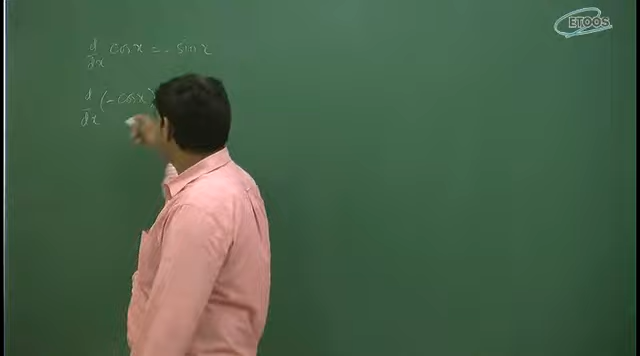 ETOOS
d/dx cos x = - sin x
d/dx (- cos x)